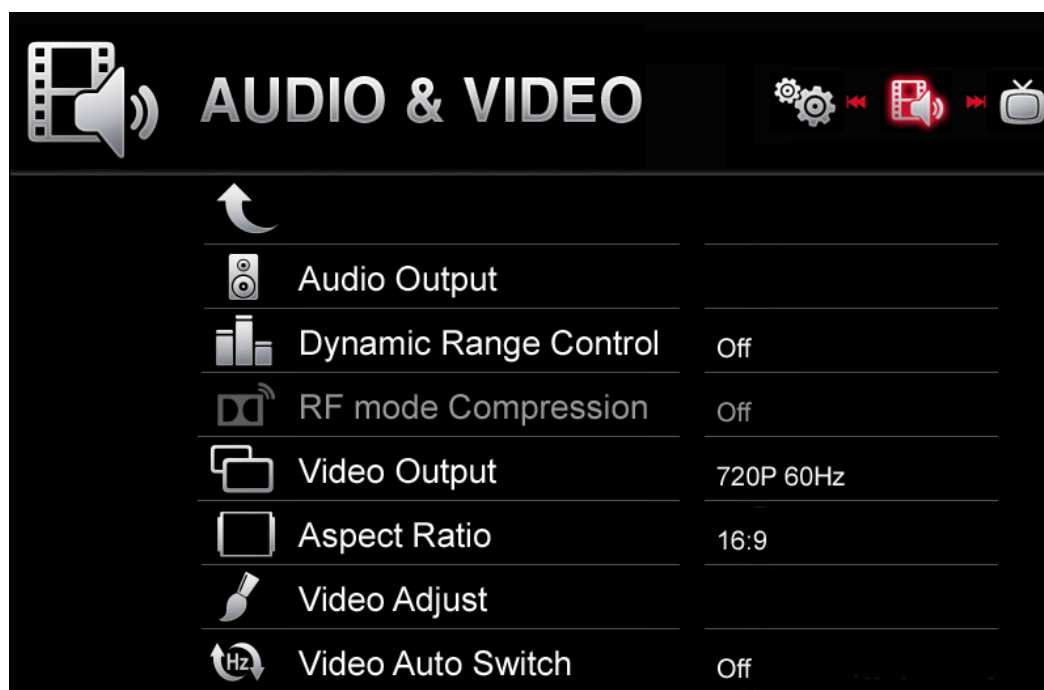 AUDIO & VIDEO
Audio Output
Dynamic Range Control Off
RF mode Compression Off
Video Output 720P 60Hz
Aspect Ratio 16:9
Video Adjust
Hz Video Auto Switch Off